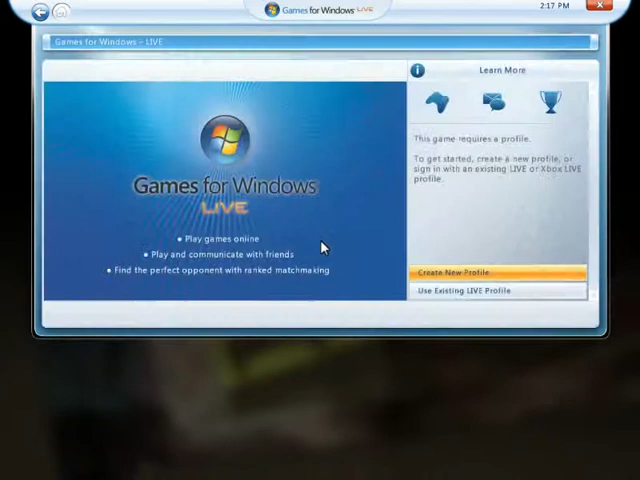 Games for Windows LIVE
2:17 PM
Games for Windows - LIVE
Learn More
Games for Windows
LIVE
• Play games online
• Play and communicate with friends
• Find the perfect opponent with ranked matchmaking
This game requires a profile.
To get started, create a new profile, or
sign in with an existing LIVE or Xbox LIVE
profile.
Create New Profile
Use Existing LIVE Profile